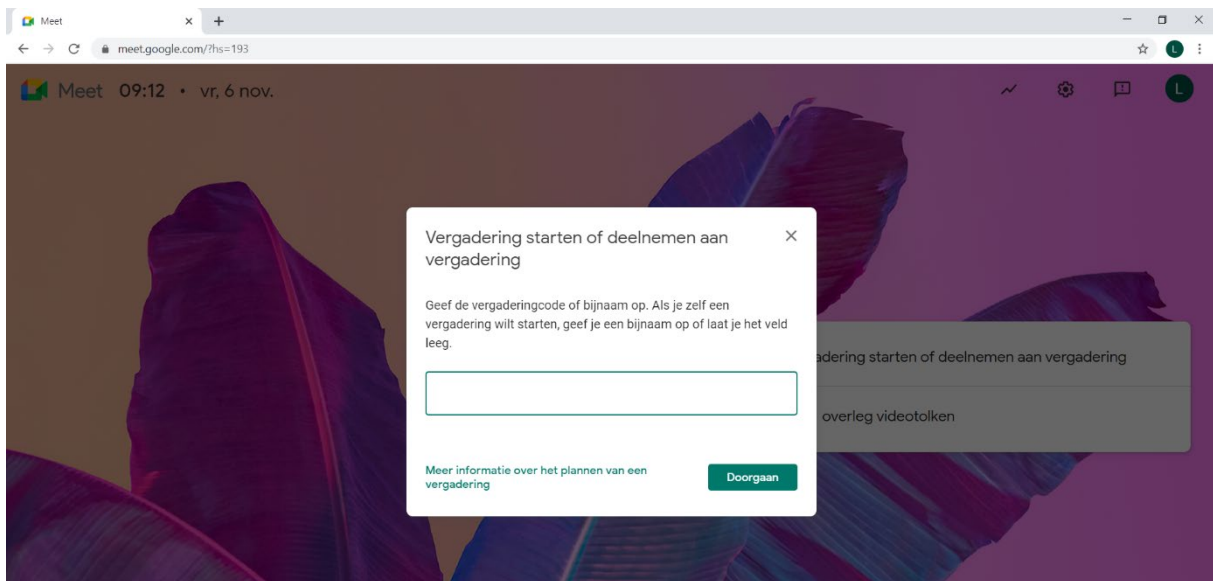 Meet
meet.google.com/?hs=193
L
Meet 09:12 • vr, 6 nov.
L
Vergadering starten of deelnemen aan
vergadering
Geef de vergaderingcode of bijnaam op. Als je zelf een
vergadering wilt starten, geef je een bijnaam op of laat je het veld
leeg.
adering starten of deelnemen aan vergadering
overleg videotolken
Meer informatie over het plannen van een
vergadering
Doorgaan